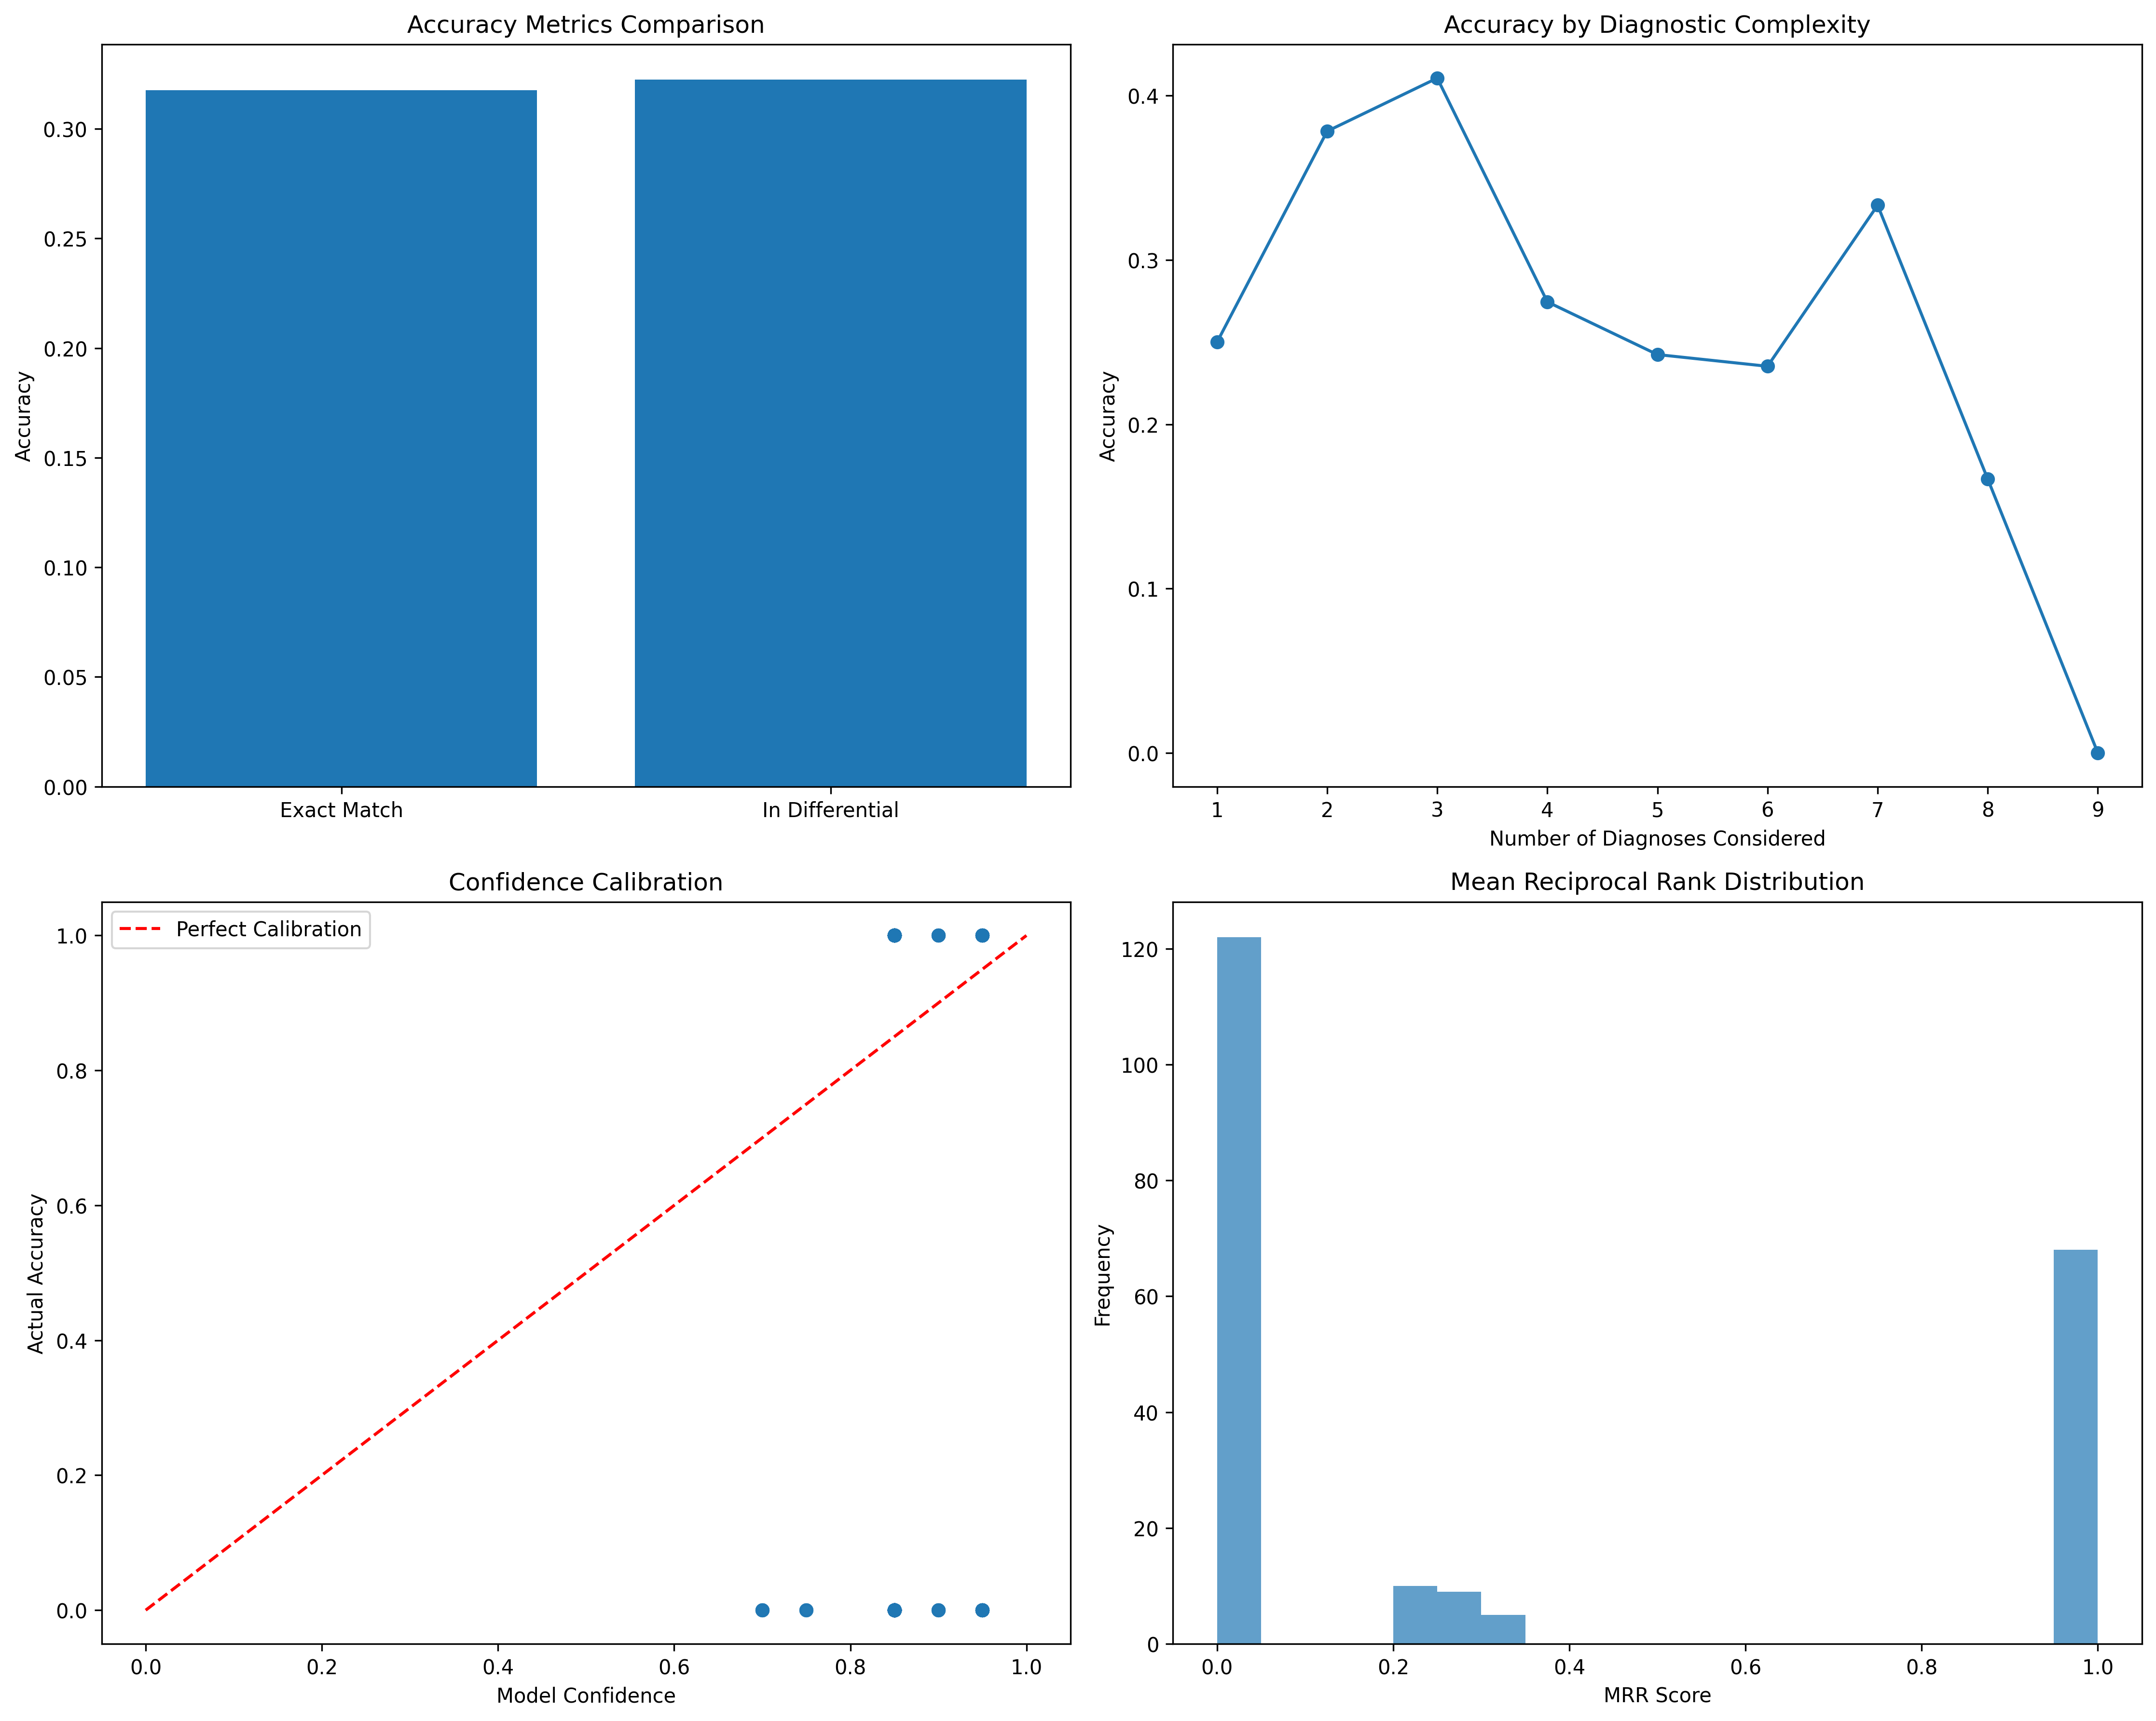 Accuracy Metrics Comparison
Accuracy
0.30
0.25
0.20
0.15
0.10
0.05
0.00
Exact Match
In Differential
Accuracy by Diagnostic Complexity
Accuracy
0.4
0.3
0.2
0.1
0.0
1 2 3 4 5 6 7 8 9
Number of Diagnoses Considered
Confidence Calibration
Perfect Calibration
Actual Accuracy
1.0
0.8
0.6
0.4
0.2
0.0
0.0 0.2 0.4 0.6 0.8 1.0
Model Confidence
Mean Reciprocal Rank Distribution
Frequency
120
100
80
60
40
20
0
0.0 0.2 0.4 0.6 0.8 1.0
MRR Score